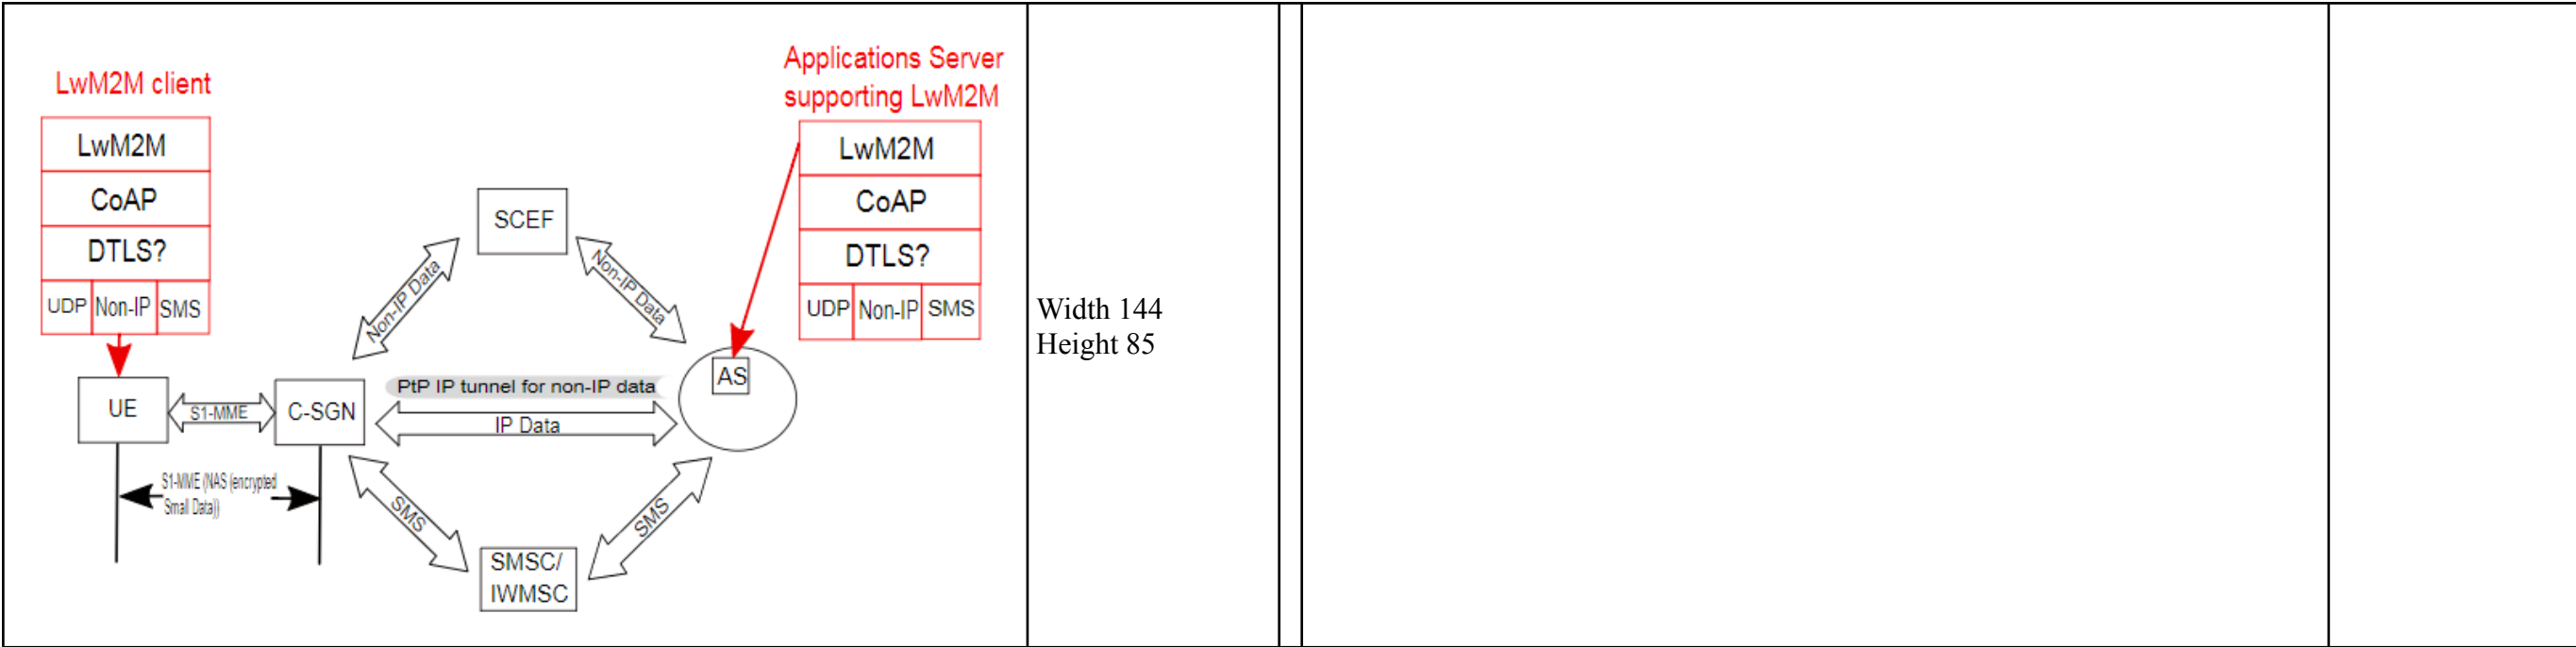 LwM2M client
LwM2M
CoAP
DTLS?
UDP Non-IP SMS
Applications Server
supporting LwM2M
LwM2M
CoAP
DTLS?
UDP Non-IP SMS
SCEF
Non-IP Data
Non-IP Data
UE
S1-MME
C-SGN
PtP IP tunnel for non-IP data
IP Data
AS
S1-MME (NAS (encrypted
Small Data))
SMS
SMS
SMSC/
IWMSC
Width 144
Height 85